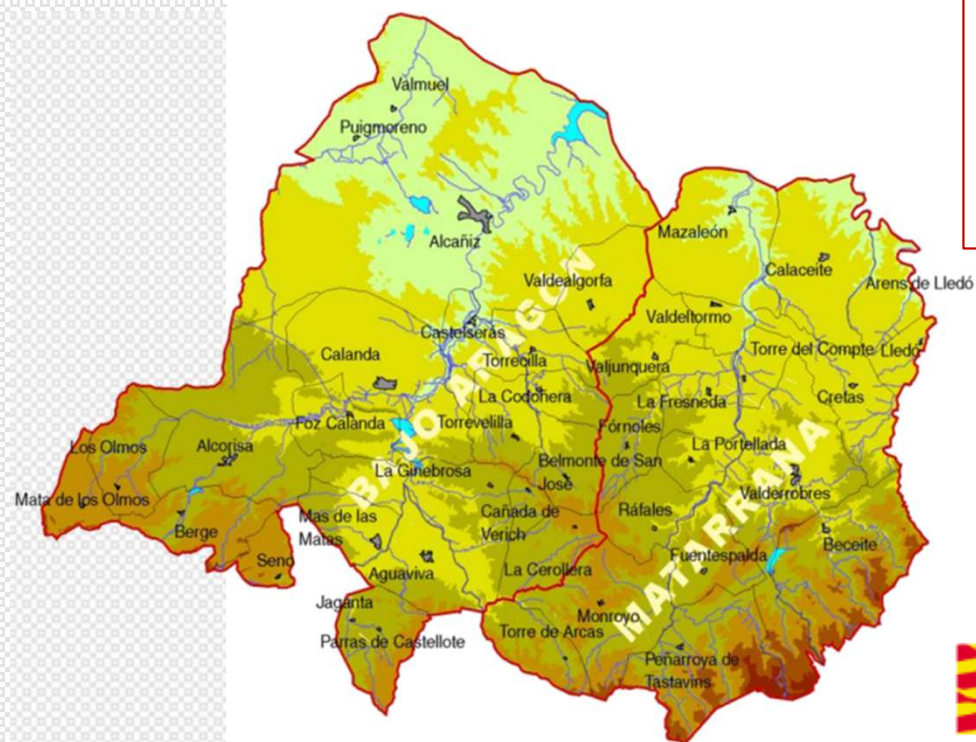 Valmuel
Puigmoreno
Alcañiz
Mazaleón
Calaceite
Arens de Lledó
Valdealgorfa
Valdeltormo
Castelserás
Calanda
Torrecilla
Valjunquera
Torre del Compte
Lledó
La Codoñera
La Fresneda
Cretas
Foz Calanda
Torrevelilla
Fórnoles
Los Olmos
Alcorisa
La Portellada
La Ginebrosa
Belmonte de San
José
Valderrobres
Mata de los Olmos
Berge
Mas de las
Matas
Cañada de
Verich
Ráfales
Beceite
Seno
Aguaviva
La Cerollera
Fuentespalda
Jaganta
Parras de Castellote
Monroyo
Torre de Arcas
Peñarroya de
Tastavins
BAJO ARAGON
MATARRANA